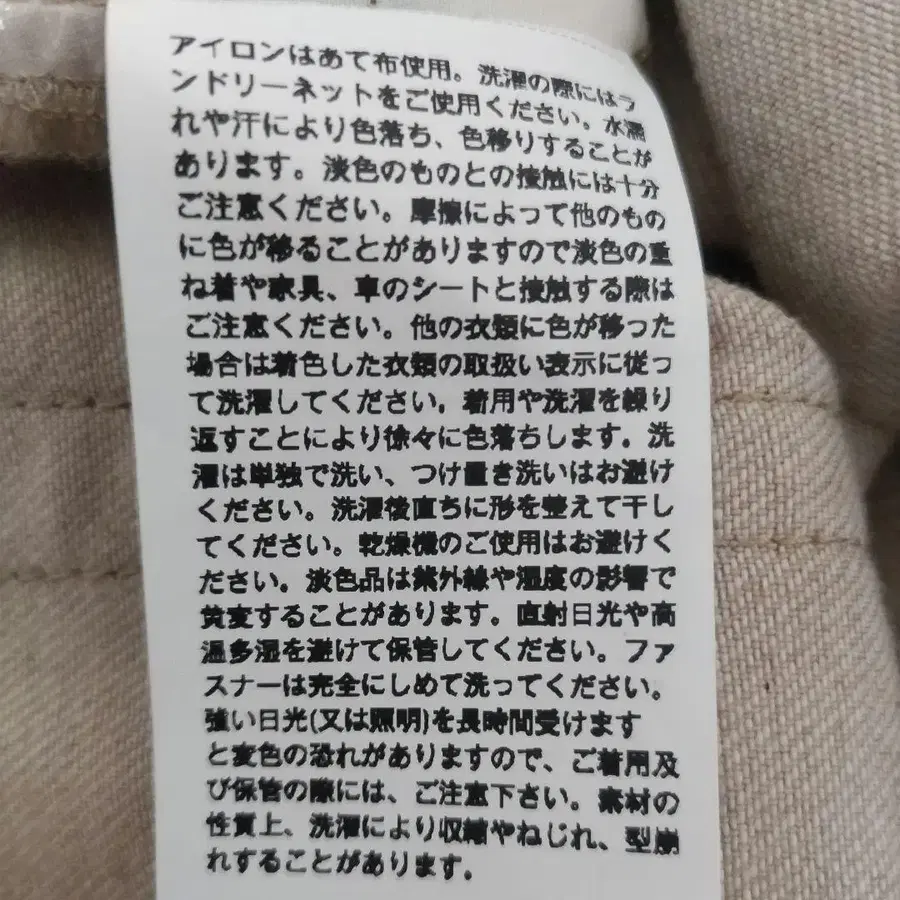 アイロンはあて布使用。洗濯の際にはラ
ンドリーネットをご使用ください。水濡
れや汗により色落ち、色移りすることが
あります。淡色のものとの接触には十分
ご注意ください。摩擦によって他のもの
に色が移ることがありますので淡色の重
ね着や家具、車のシートと接触する際は
ご注意ください。他の衣類に色が移った
場合は着色した衣類の取扱い表示に従っ
て洗濯してください。着用や洗濯を繰り
返すことにより徐々に色落ちします。洗
濯は単独で洗い、つけ置き洗いはお避け
ください。洗濯後直ちに形を整えて干し
てください。乾燥機のご使用はお避けく
ださい。淡色品は紫外線や湿度の影響で
黄変することがあります。直射日光や高
温多湿を避けて保管してください。ファ
スナーは完全にしめて洗ってください。
強い日光(又は照明)を長時間受けます
と変色の恐れがありますので、ご着用及
び保管の際には、ご注意下さい。素材の
性質上、洗濯により収縮やねじれ、型崩
れすることがあります。